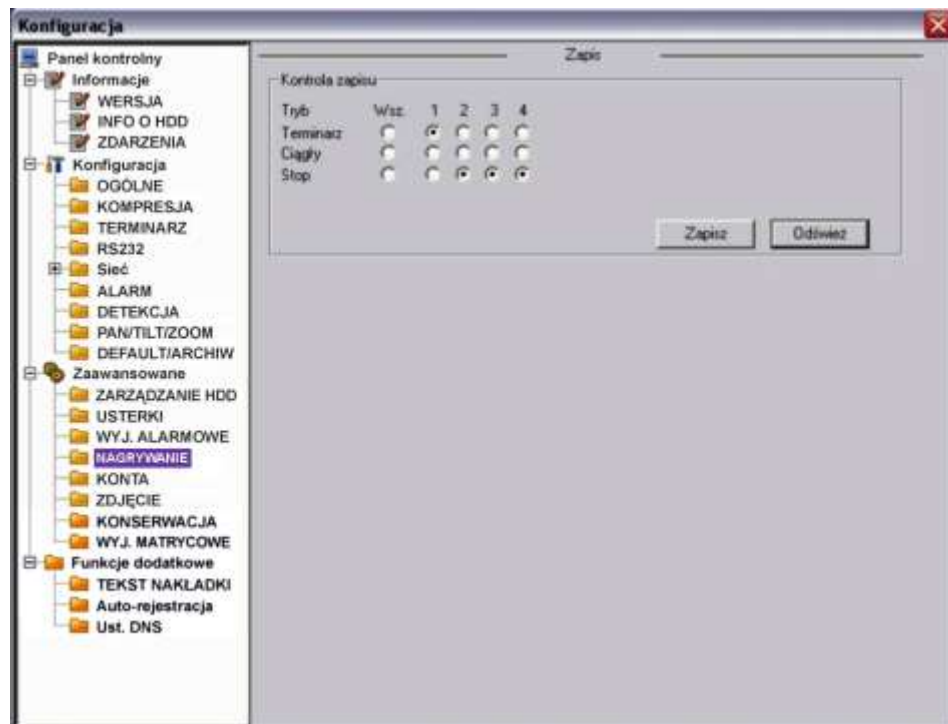 Konfiguracja
Panel kontrolny
Informacje
WERSJA
INFO O HDD
ZDARZENIA
Konfiguracja
OGÓLNE
KOMPRESJA
TERMINARZ
RS232
Sieć
ALARM
DETEKCJA
PAN/TILT/ZOOM
DEFAULT/ARCHIW
Zaawansowane
ZARZĄDZANIE HDD
USTERKI
WYJ. ALARMOWE
NAGRYWANIE
KONTA
ZDJĘCIE
KONSERWACJA
WYJ. MATRYCOWE
Funkcje dodatkowe
TEKST NAKŁADKI
Auto-rejestracja
Ust. DNS
Zapis
Kontrola zapisu
Tryb Wsz. 1 2 3 4
Terminarz
Ciągły
Stop
Zapisz Odśwież